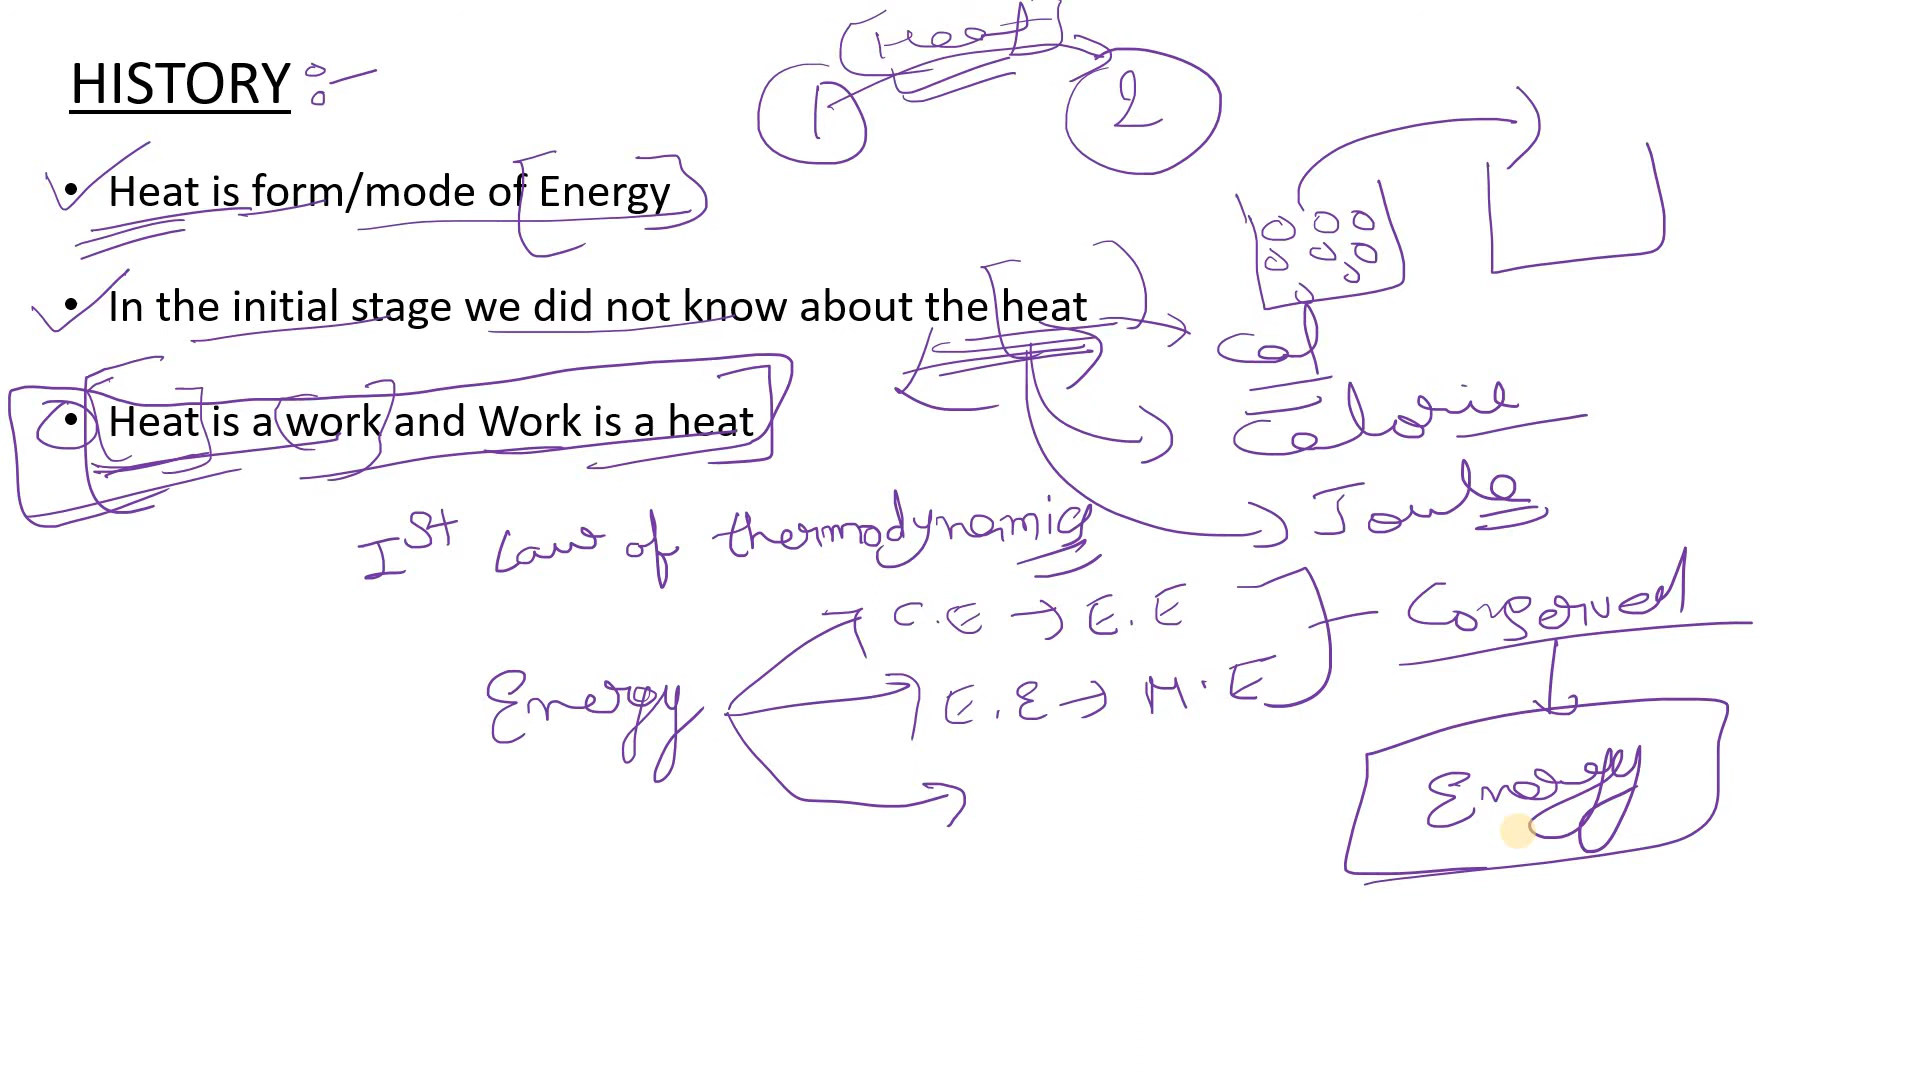 Heat
1
2
HISTORY :-
• Heat is form/mode of Energy
• In the initial stage we did not know about the heat
Cal
Calorie
• Heat is a work and Work is a heat
Joule
Ist Law of thermodynamics
C.E → E.E
Conserved
Energy
E.E → M.E
Energy